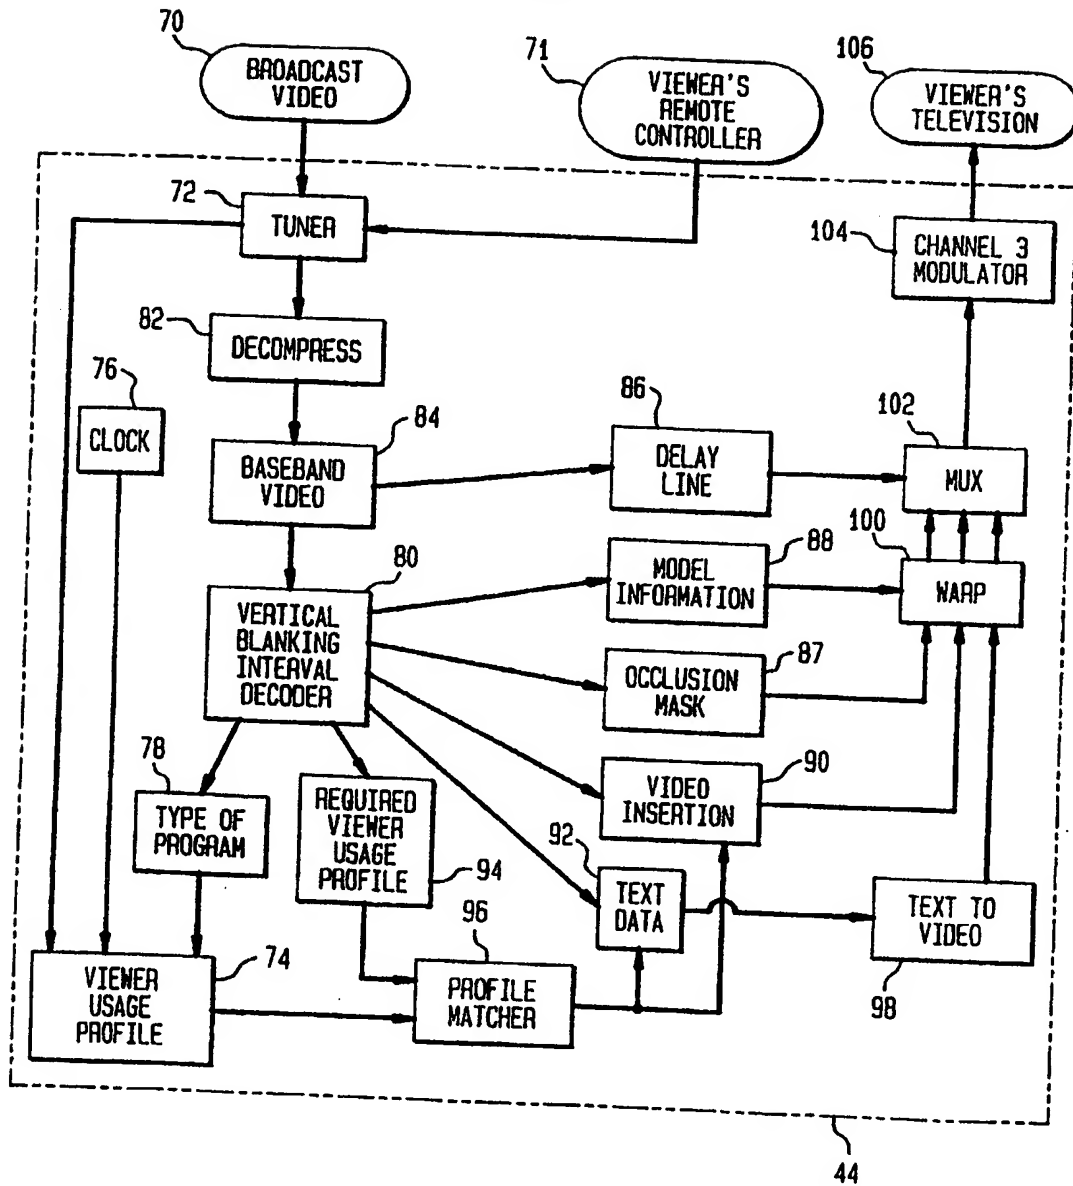 70
BROADCAST
VIDEO
71
VIEWER'S
REMOTE
CONTROLLER
106
VIEWER'S
TELEVISION
72
TUNER
104
CHANNEL 3
MODULATOR
82
DECOMPRESS
76
CLOCK
84
BASEBAND
VIDEO
86
DELAY
LINE
102
MUX
80
VERTICAL
BLANKING
INTERVAL
DECODER
88
MODEL
INFORMATION
100
WARP
87
OCCLUSION
MASK
78
TYPE OF
PROGRAM
REQUIRED
VIEWER
USAGE
PROFILE
94
90
VIDEO
INSERTION
92
TEXT
DATA
TEXT TO
VIDEO
98
74
VIEWER
USAGE
PROFILE
96
PROFILE
MATCHER
44